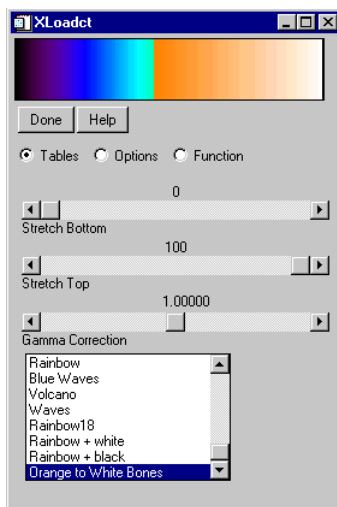 XLoadct
Done Help
Tables Options Function
0
Stretch Bottom
100
Stretch Top
1.00000
Gamma Correction
Rainbow
Blue Waves
Volcano
Waves
Rainbow18
Rainbow + white
Rainbow + black
Orange to White Bones